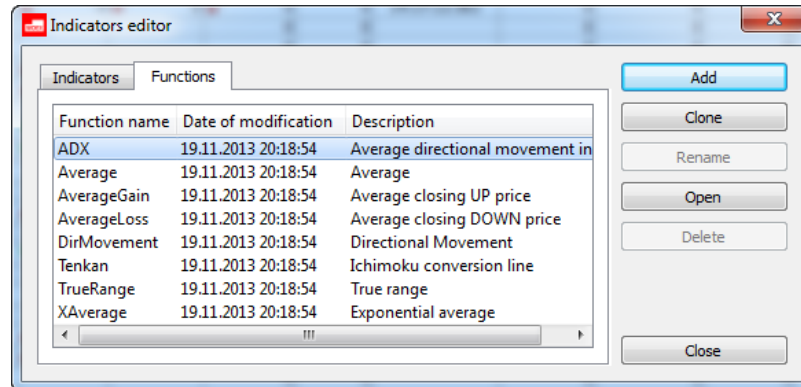 Indicators editor
Indicators Functions
Add
Clone
Rename
Open
Delete
Close
Function name Date of modification Description
ADX 19.11.2013 20:18:54 Average directional movement in
Average 19.11.2013 20:18:54 Average
AverageGain 19.11.2013 20:18:54 Average closing UP price
AverageLoss 19.11.2013 20:18:54 Average closing DOWN price
DirMovement 19.11.2013 20:18:54 Directional Movement
Tenkan 19.11.2013 20:18:54 Ichimoku conversion line
TrueRange 19.11.2013 20:18:54 True range
XAverage 19.11.2013 20:18:54 Exponential average